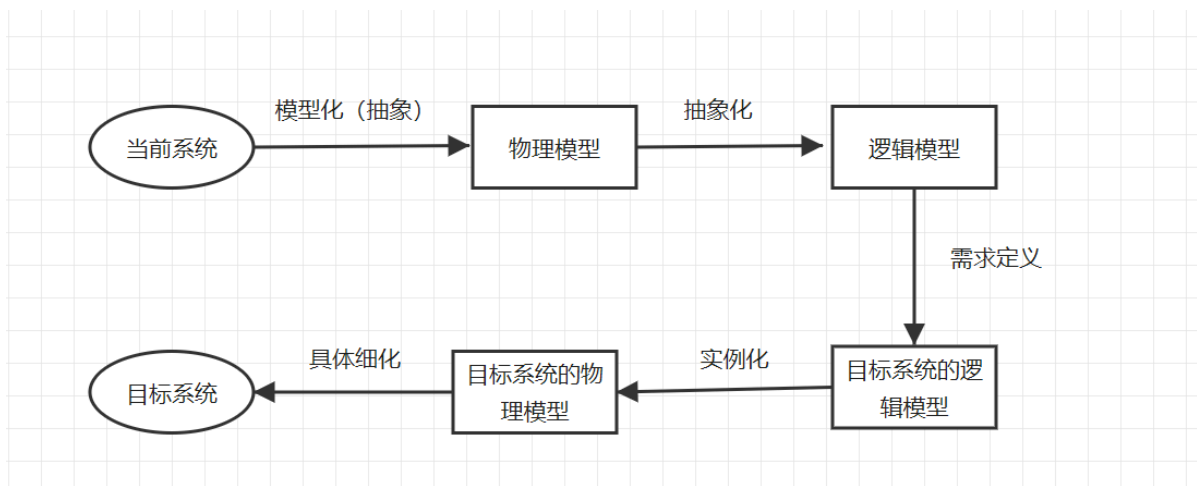 模型化（抽象）
抽象化
当前系统
物理模型
逻辑模型
需求定义
具体细化
实例化
目标系统
目标系统的物
理模型
目标系统的逻
辑模型